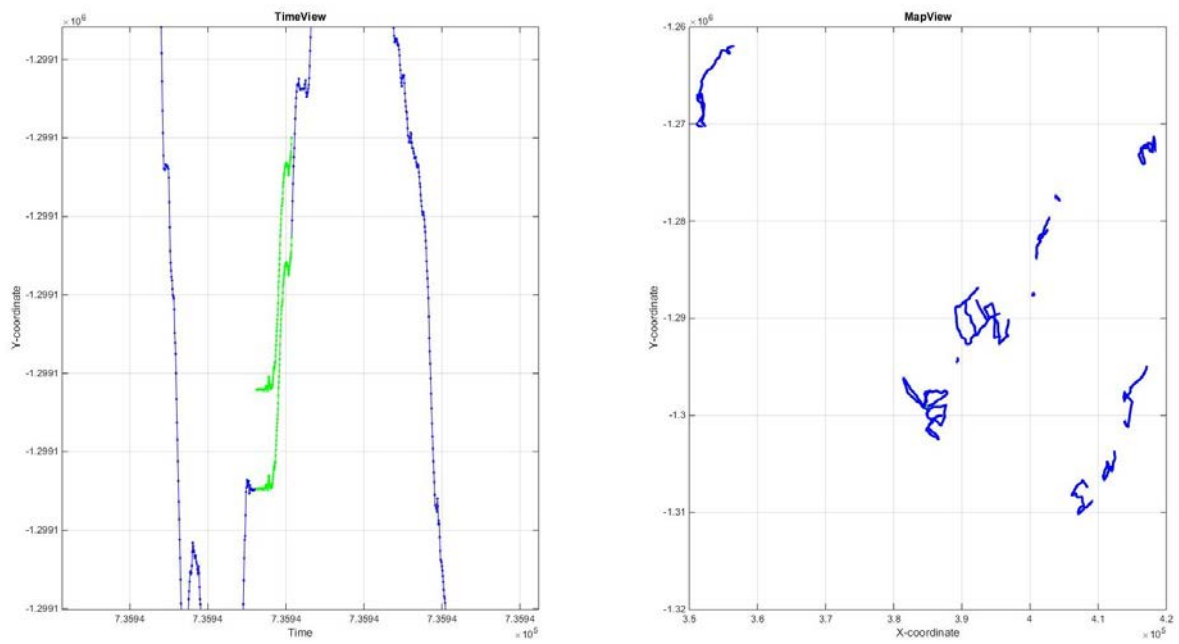 TimeView
× 10⁶
-1.2991
-1.2991
-1.2991
-1.2991
-1.2991
-1.2991
-1.2991
-1.2991
Y-coordinate
7.3594 7.3594 7.3594 7.3594 7.3594 7.3594
Time
× 10⁵
MapView
× 10⁶
-1.26
-1.27
-1.28
-1.29
-1.3
-1.31
-1.32
Y-coordinate
3.5 3.6 3.7 3.8 3.9 4 4.1 4.2
X-coordinate
× 10⁵